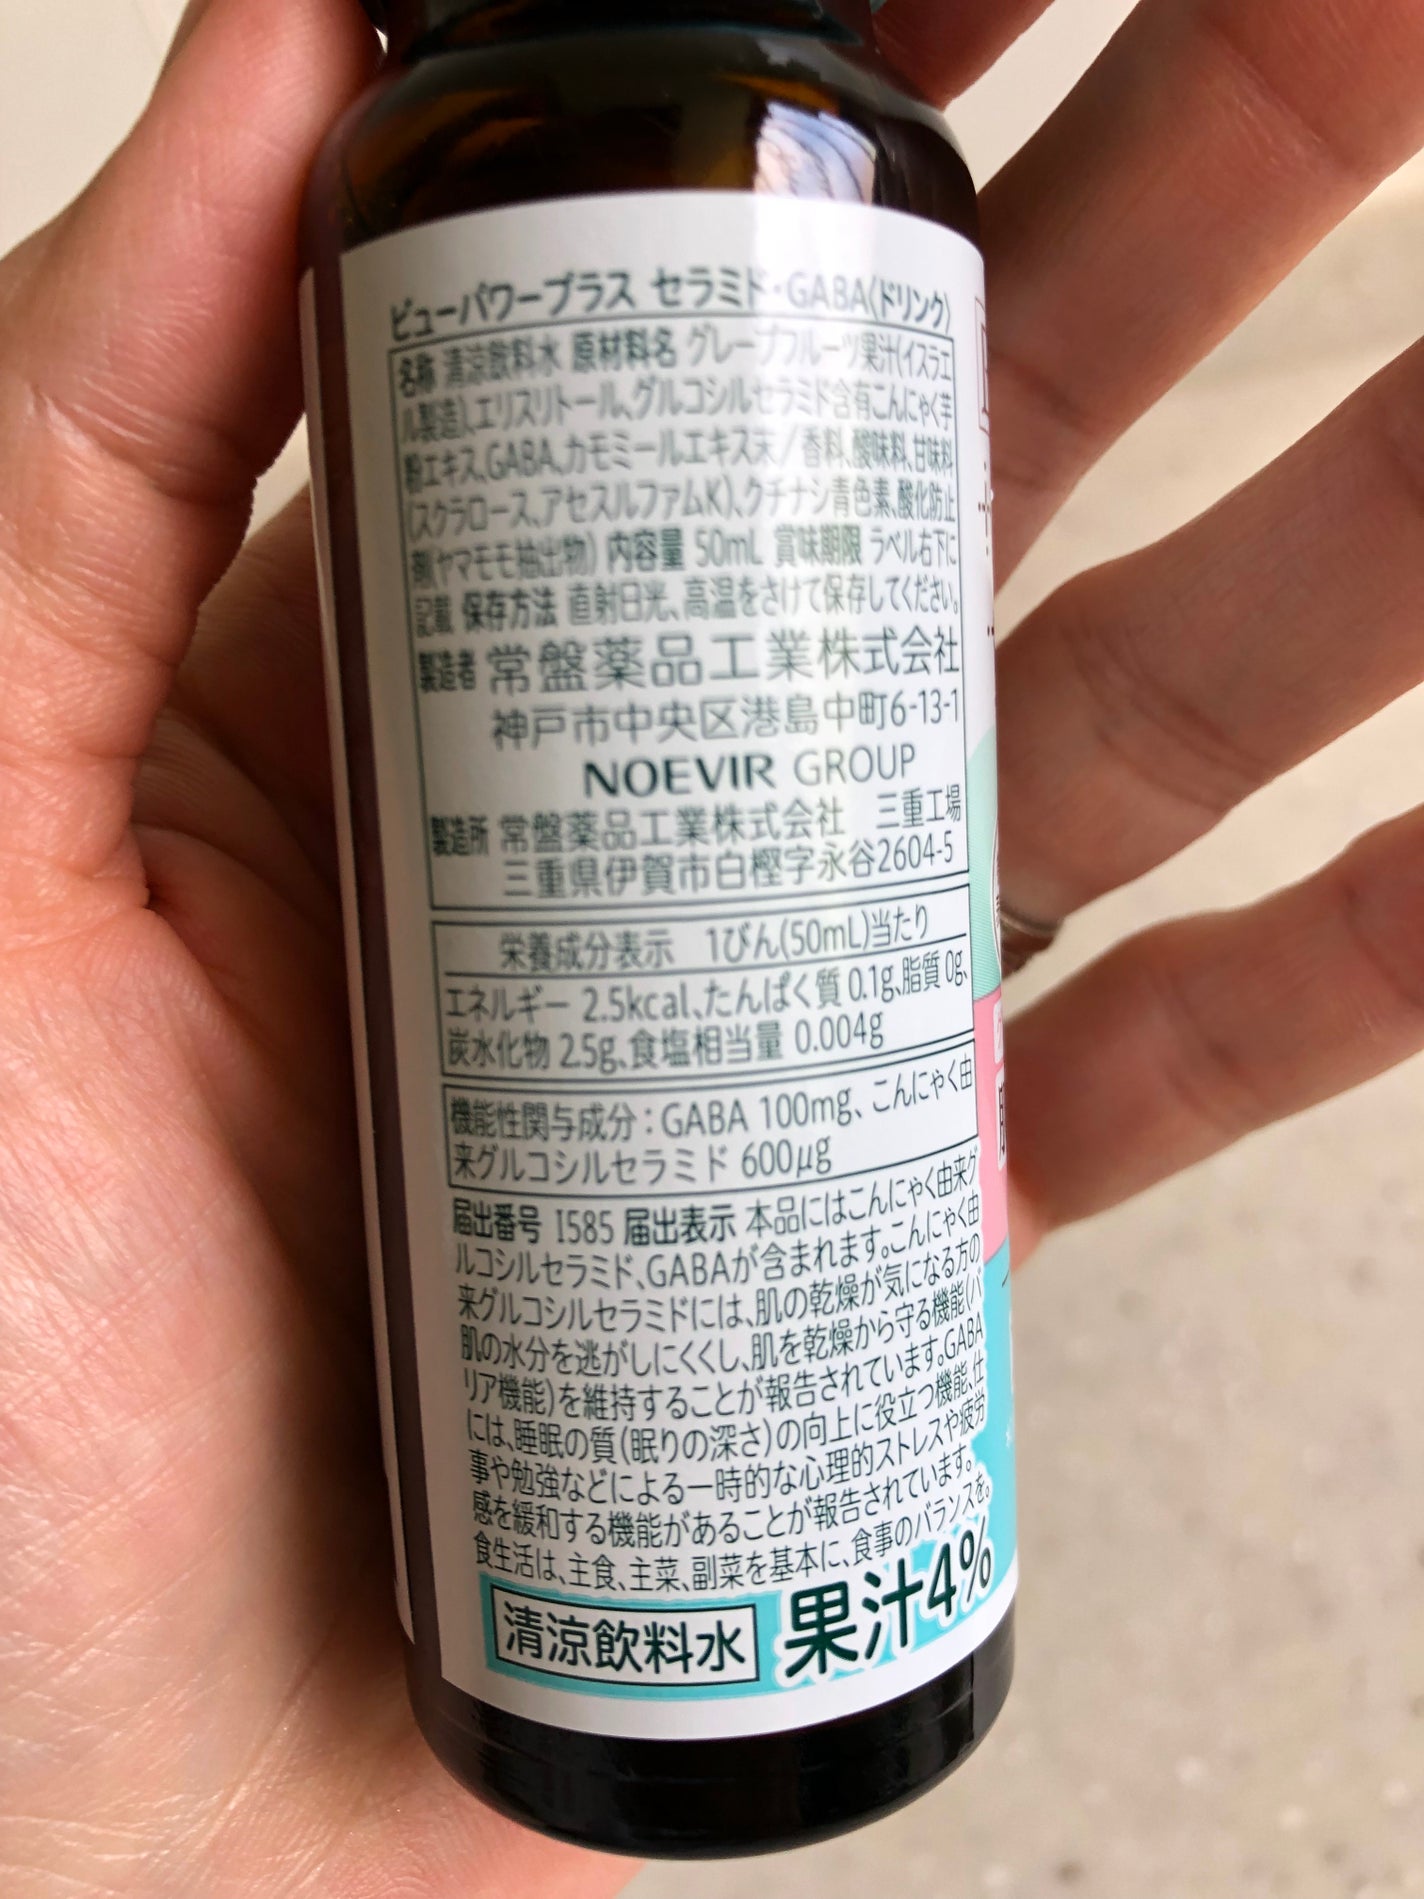 ビューパワープラス セラミド・GABA〈ドリンク〉
名称 清涼飲料水 原材料名 グレープフルーツ果汁(イスラエ
ル製造)、エリスリトール、グルコシルセラミド含有こんにゃく芋
粉エキス、GABA、カモミールエキス末／香料、酸味料、甘味料
(スクラロース、アセスルファムK)、クチナシ青色素、酸化防止
剤(ヤマモモ抽出物) 内容量 50mL 賞味期限 ラベル右下に
記載 保存方法 直射日光、高温をさけて保存してください。
製造者 常盤薬品工業株式会社
神戸市中央区港島中町6-13-1
NOEVIR GROUP
製造所 常盤薬品工業株式会社 三重工場
三重県伊賀市白樫字永谷2604-5
栄養成分表示 1びん(50mL)当たり
エネルギー 2.5kcal、たんぱく質 0.1g、脂質 0g、
炭水化物 2.5g、食塩相当量 0.004g
機能性関与成分：GABA 100mg、こんにゃく由
来グルコシルセラミド 600μg
届出番号 I585 届出表示 本品にはこんにゃく由来グ
ルコシルセラミド、GABAが含まれます。こんにゃく由
来グルコシルセラミドには、肌の乾燥が気になる方の
肌の水分を逃がしにくくし、肌を乾燥から守る機能(バ
リア機能)を維持することが報告されています。GABA
には、睡眠の質(眠りの深さ)の向上に役立つ機能、仕
事や勉強などによる一時的な心理的ストレスや疲労
感を緩和する機能があることが報告されています。
食生活は、主食、主菜、副菜を基本に、食事のバランスを。
清涼飲料水 果汁4%